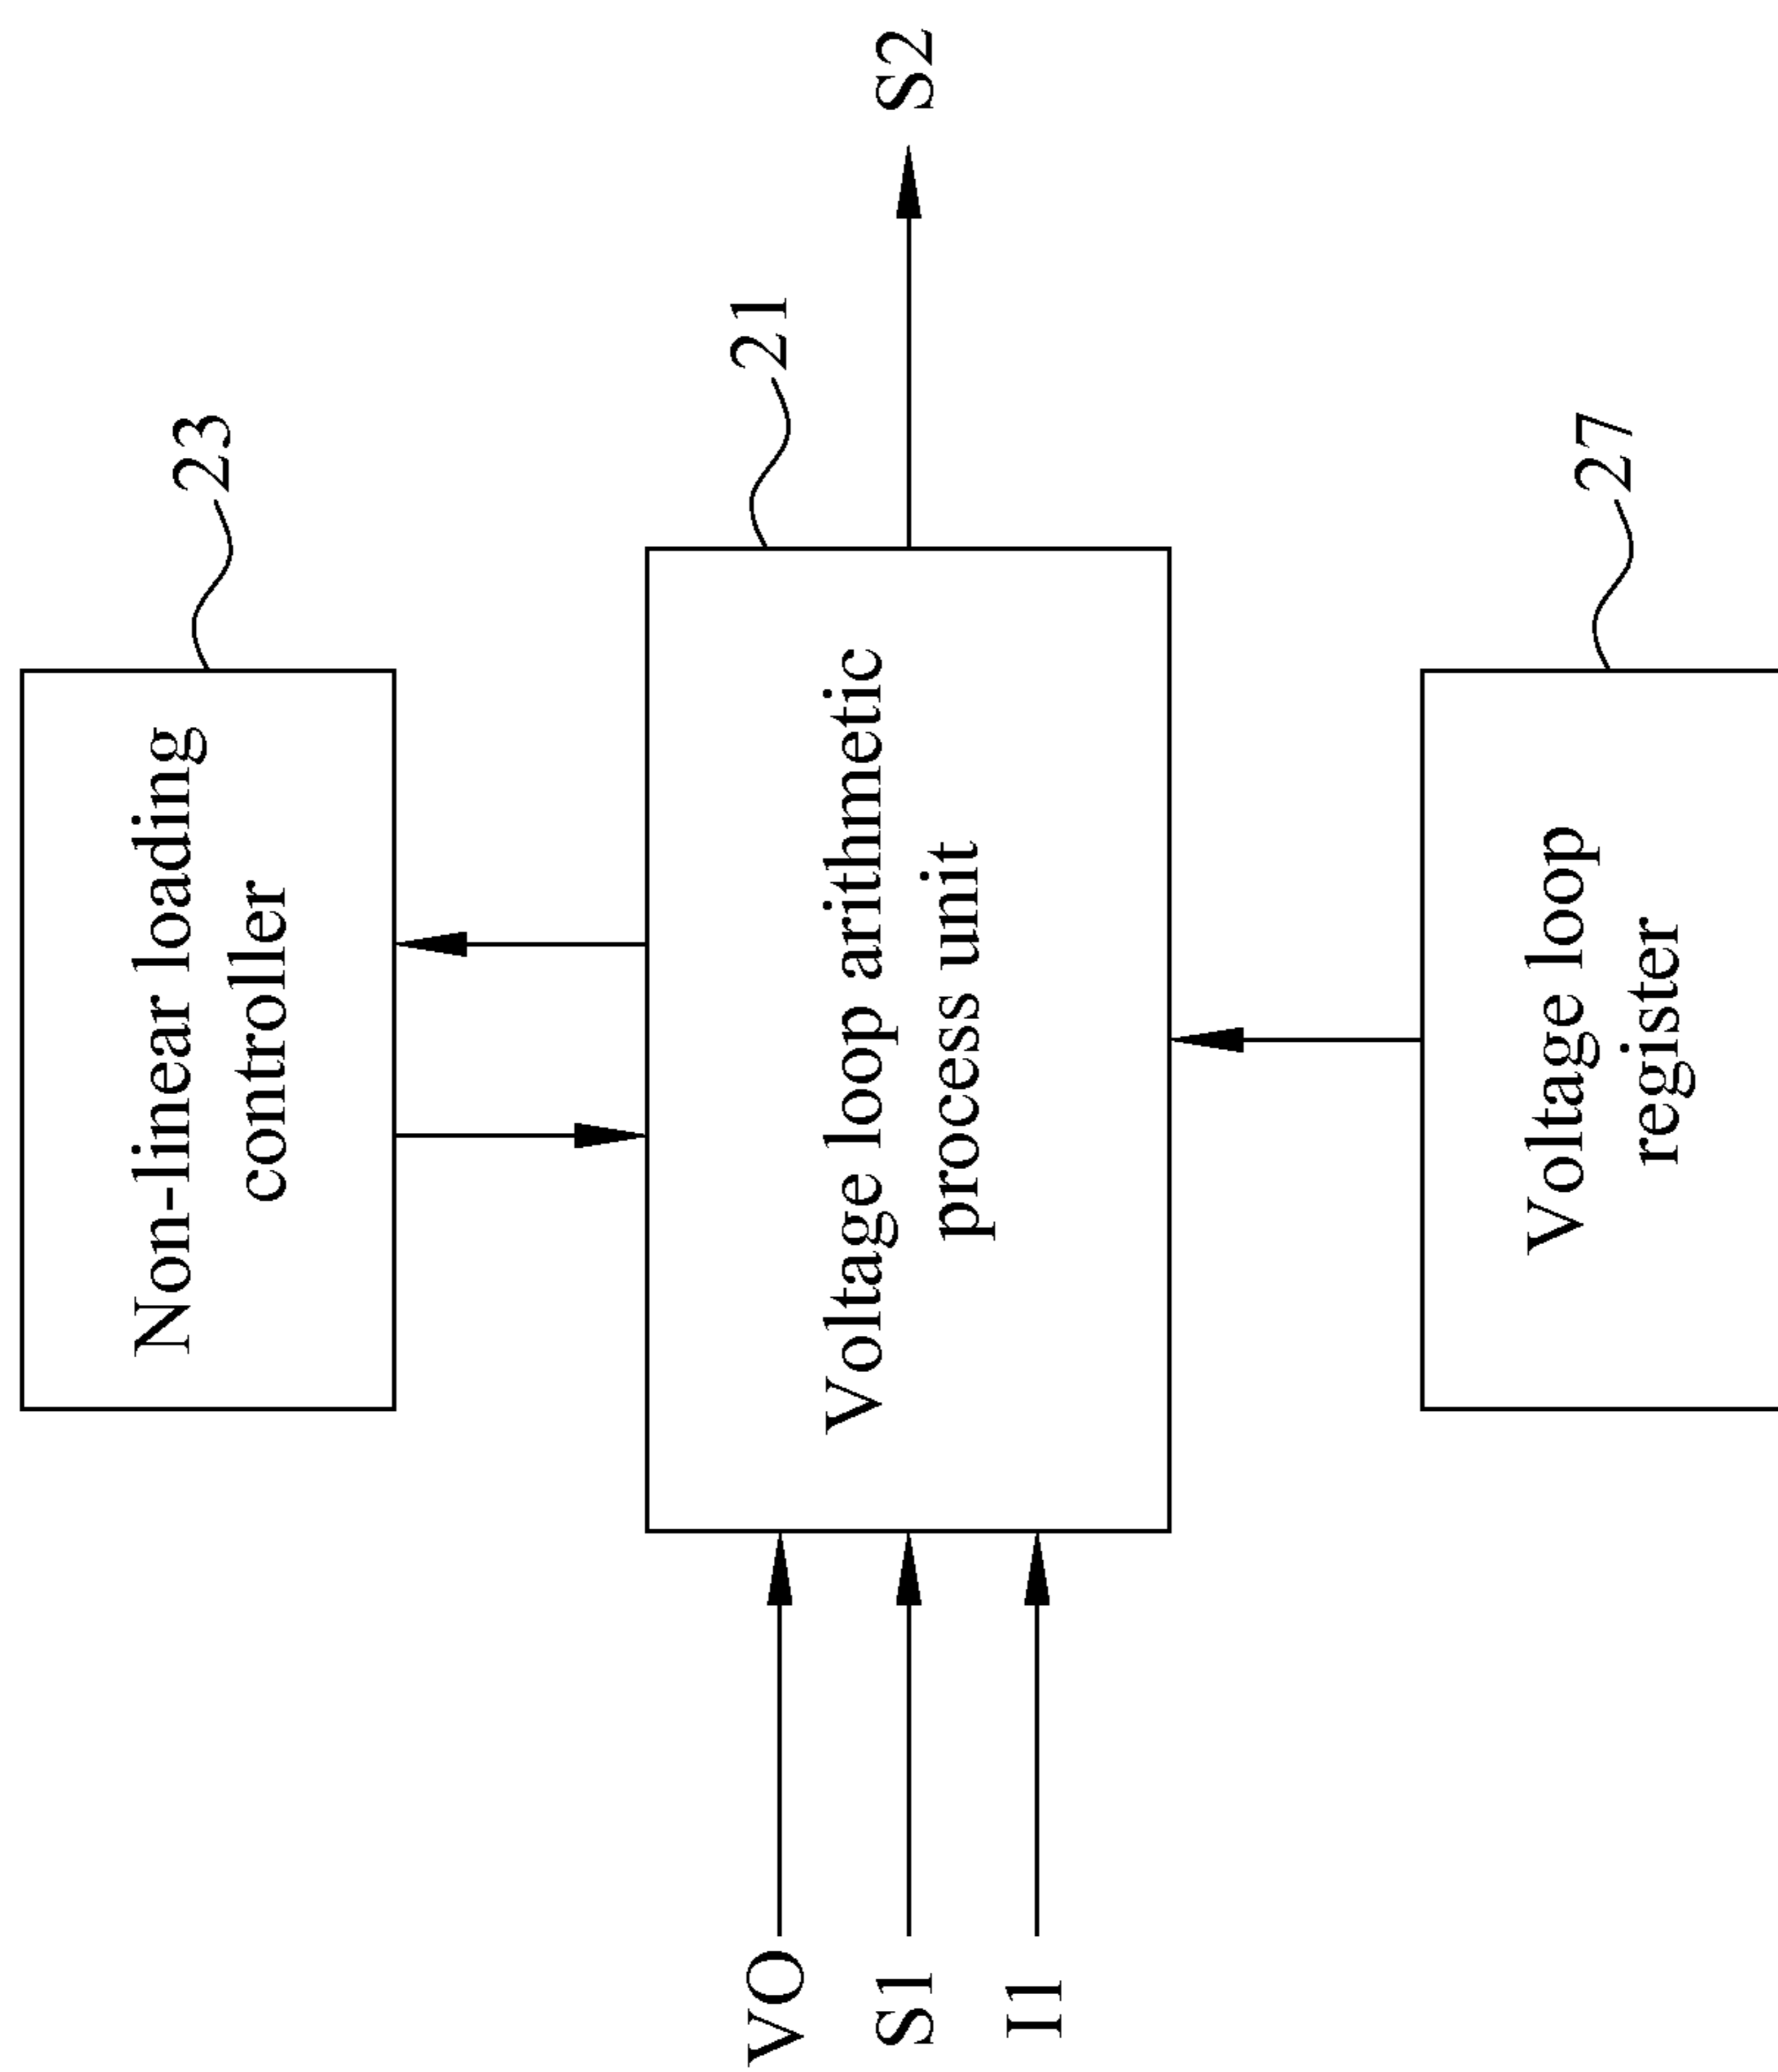 Non-linear loading
controller
23
21
VO
S1
I1
Voltage loop arithmetic
process unit
S2
27
Voltage loop
register